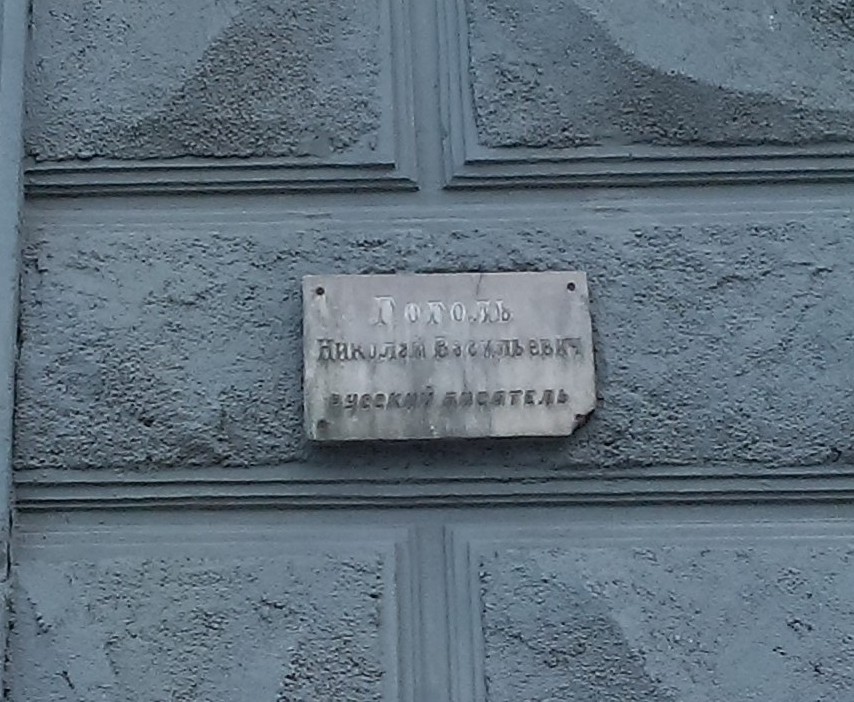 Гоголь
Николай Васильевич
русский писатель